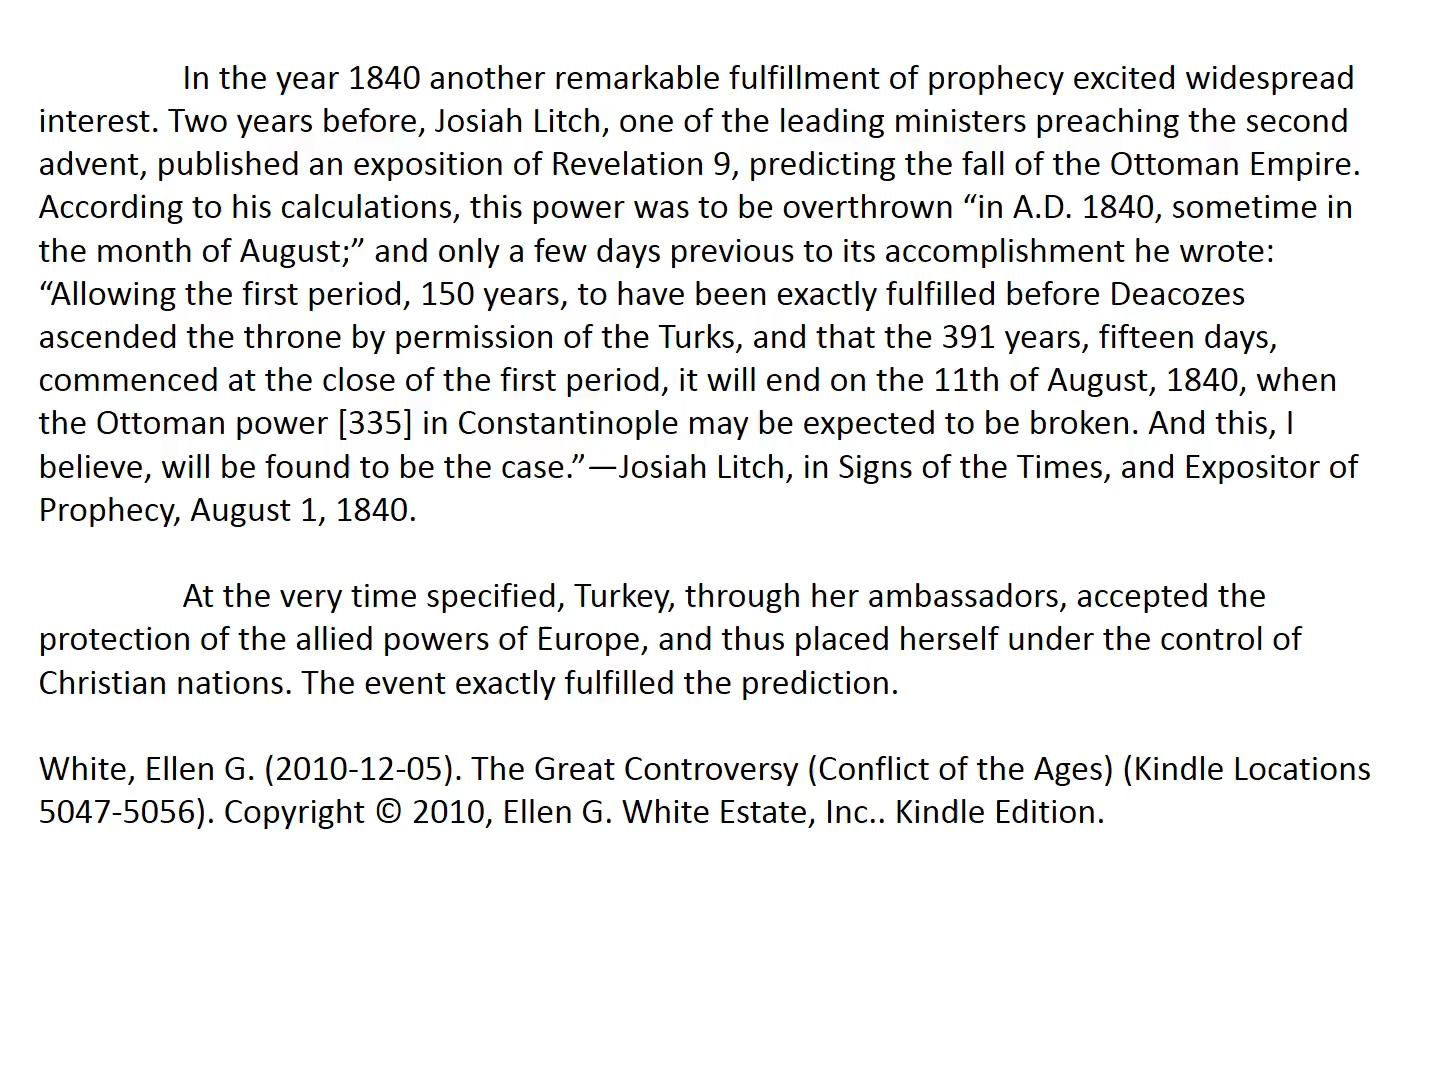 In the year 1840 another remarkable fulfillment of prophecy excited widespread
interest. Two years before, Josiah Litch, one of the leading ministers preaching the second
advent, published an exposition of Revelation 9, predicting the fall of the Ottoman Empire.
According to his calculations, this power was to be overthrown “in A.D. 1840, sometime in
the month of August;” and only a few days previous to its accomplishment he wrote:
“Allowing the first period, 150 years, to have been exactly fulfilled before Deacozes
ascended the throne by permission of the Turks, and that the 391 years, fifteen days,
commenced at the close of the first period, it will end on the 11th of August, 1840, when
the Ottoman power [335] in Constantinople may be expected to be broken. And this, I
believe, will be found to be the case.”—Josiah Litch, in Signs of the Times, and Expositor of
Prophecy, August 1, 1840.
At the very time specified, Turkey, through her ambassadors, accepted the
protection of the allied powers of Europe, and thus placed herself under the control of
Christian nations. The event exactly fulfilled the prediction.
White, Ellen G. (2010-12-05). The Great Controversy (Conflict of the Ages) (Kindle Locations
5047-5056). Copyright © 2010, Ellen G. White Estate, Inc.. Kindle Edition.